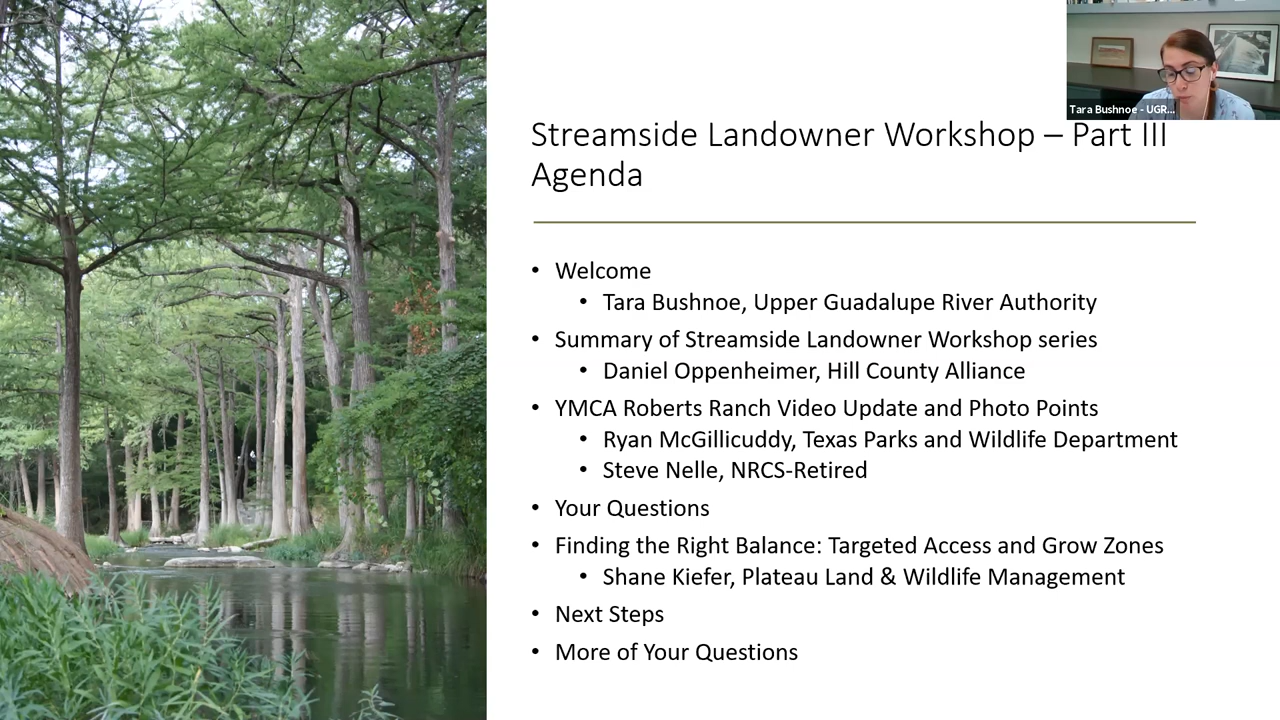 Tara Bushnoe - UGR...
Streamside Landowner Workshop – Part III
Agenda
• Welcome
• Tara Bushnoe, Upper Guadalupe River Authority
• Summary of Streamside Landowner Workshop series
• Daniel Oppenheimer, Hill County Alliance
• YMCA Roberts Ranch Video Update and Photo Points
• Ryan McGillicuddy, Texas Parks and Wildlife Department
• Steve Nelle, NRCS-Retired
• Your Questions
• Finding the Right Balance: Targeted Access and Grow Zones
• Shane Kiefer, Plateau Land & Wildlife Management
• Next Steps
• More of Your Questions